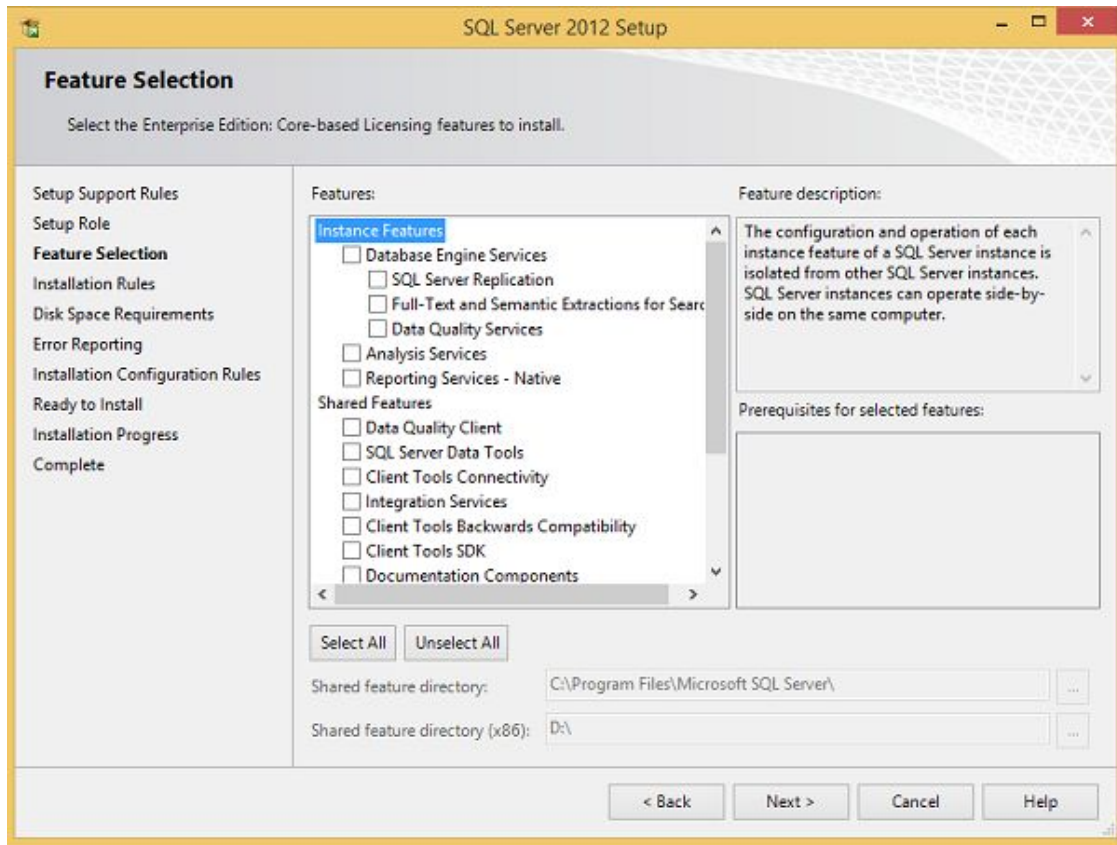 SQL Server 2012 Setup
Feature Selection
Select the Enterprise Edition: Core-based Licensing features to install.
Setup Support Rules
Setup Role
Feature Selection
Installation Rules
Disk Space Requirements
Error Reporting
Installation Configuration Rules
Ready to Install
Installation Progress
Complete
Features:
Instance Features
Database Engine Services
SQL Server Replication
Full-Text and Semantic Extractions for Searc
Data Quality Services
Analysis Services
Reporting Services - Native
Shared Features
Data Quality Client
SQL Server Data Tools
Client Tools Connectivity
Integration Services
Client Tools Backwards Compatibility
Client Tools SDK
Documentation Components
Feature description:
The configuration and operation of each
instance feature of a SQL Server instance is
isolated from other SQL Server instances.
SQL Server instances can operate side-by-
side on the same computer.
Prerequisites for selected features:
Select All
Unselect All
Shared feature directory:
C:\Program Files\Microsoft SQL Server\
...
Shared feature directory (x86):
D:\
...
< Back
Next >
Cancel
Help